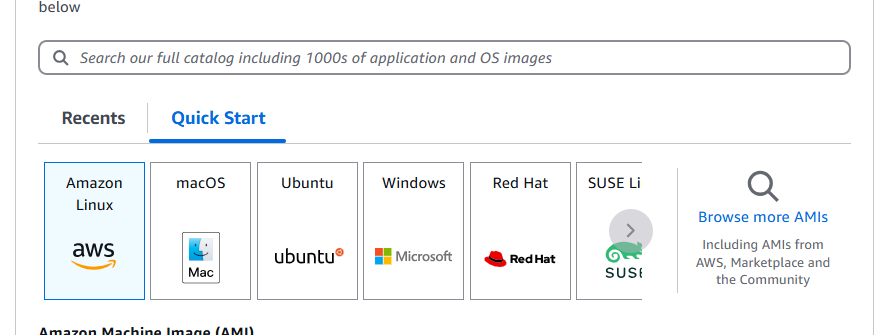 below
Search our full catalog including 1000s of application and OS images
Recents
Quick Start
Amazon
Linux
aws
macOS
Mac
Ubuntu
ubuntu
Windows
Microsoft
Red Hat
Red Hat
SUSE Li
SUSE
Browse more AMIs
Including AMIs from
AWS, Marketplace and
the Community
Amazon Machine Image (AMI)